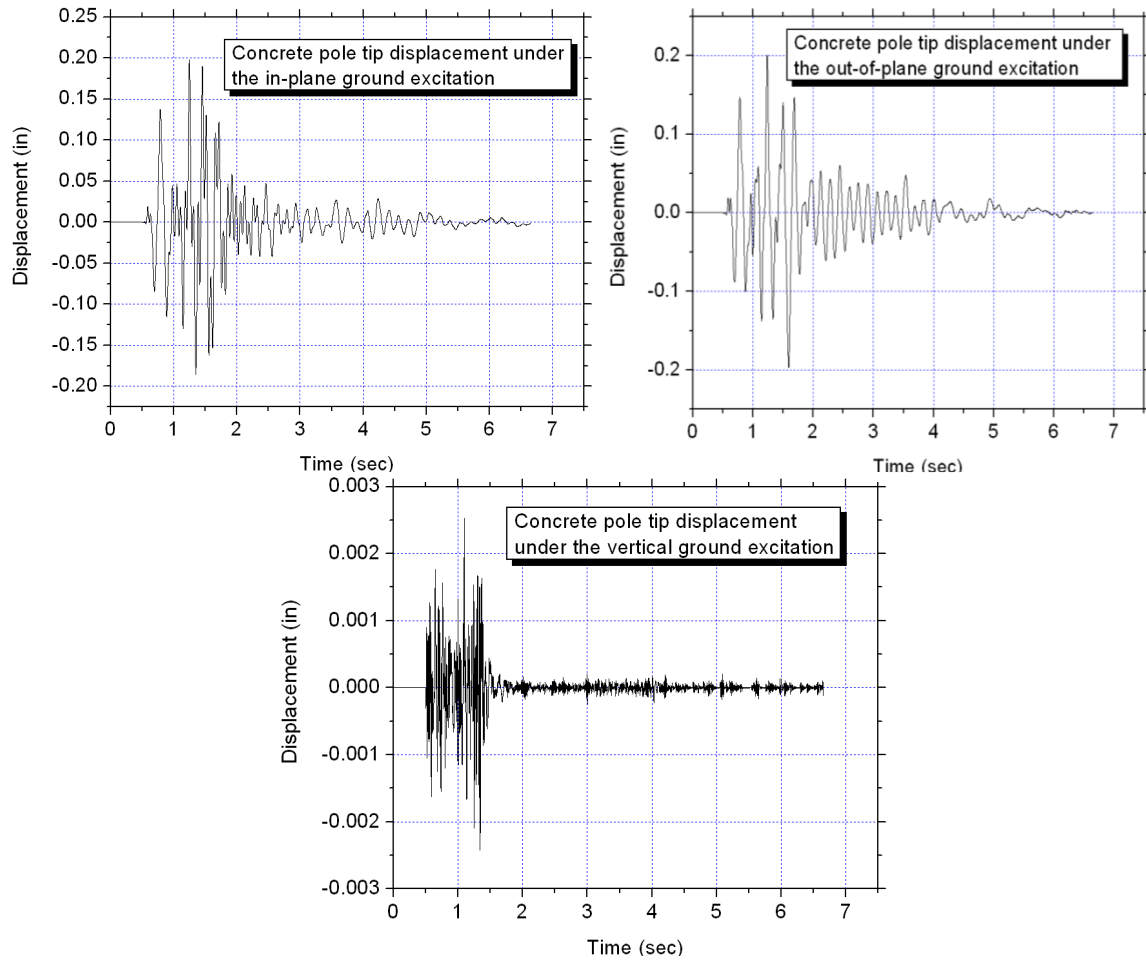 0.25
0.20
0.15
0.10
0.05
0.00
-0.05
-0.10
-0.15
-0.20
Displacement (in)
Concrete pole tip displacement under
the in-plane ground excitation
0 1 2 3 4 5 6 7
Time (sec)
0.2
0.1
0.0
-0.1
-0.2
Displacement (in)
Concrete pole tip displacement under
the out-of-plane ground excitation
0 1 2 3 4 5 6 7
Time (sec)
0.003
0.002
0.001
0.000
-0.001
-0.002
-0.003
Displacement (in)
Concrete pole tip displacement
under the vertical ground excitation
0 1 2 3 4 5 6 7
Time (sec)